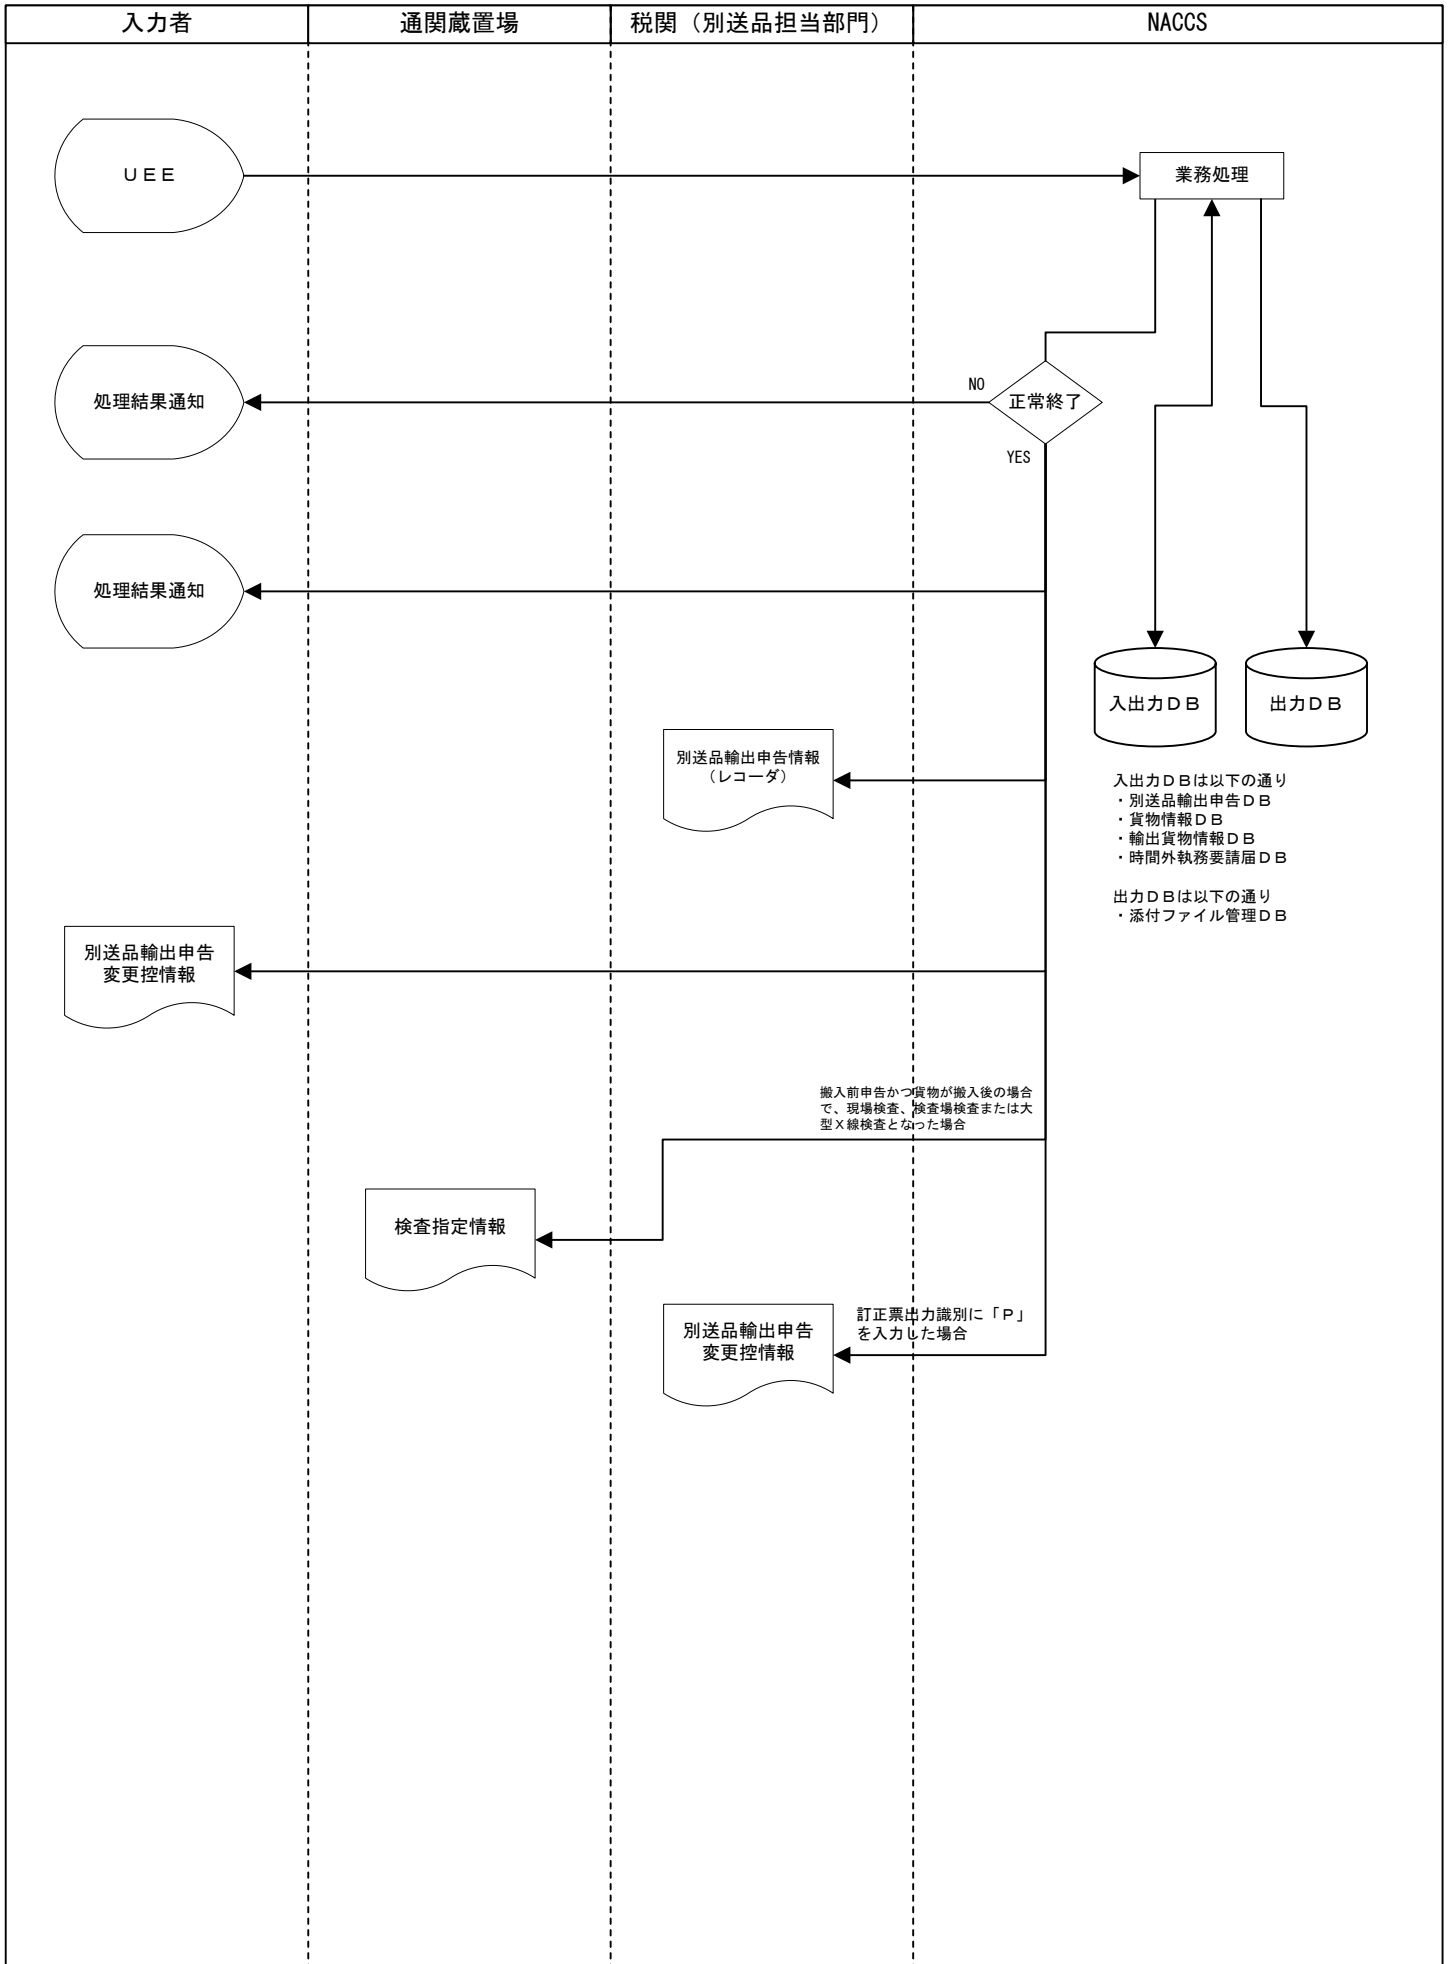 入力者
通関蔵置場
税関（別送品担当部門）
NACCS
ＵＥＥ
業務処理
処理結果通知
NO
正常終了
YES
処理結果通知
入出力ＤＢ
出力ＤＢ
別送品輸出申告情報
（レコーダ）
入出力ＤＢは以下の通り
・別送品輸出申告ＤＢ
・貨物情報ＤＢ
・輸出貨物情報ＤＢ
・時間外執務要請届ＤＢ
出力ＤＢは以下の通り
・添付ファイル管理ＤＢ
別送品輸出申告
変更控情報
搬入前申告かつ貨物が搬入後の場合
で、現場検査、検査場検査または大
型Ｘ線検査となった場合
検査指定情報
別送品輸出申告
変更控情報
訂正票出力識別に「Ｐ」
を入力した場合